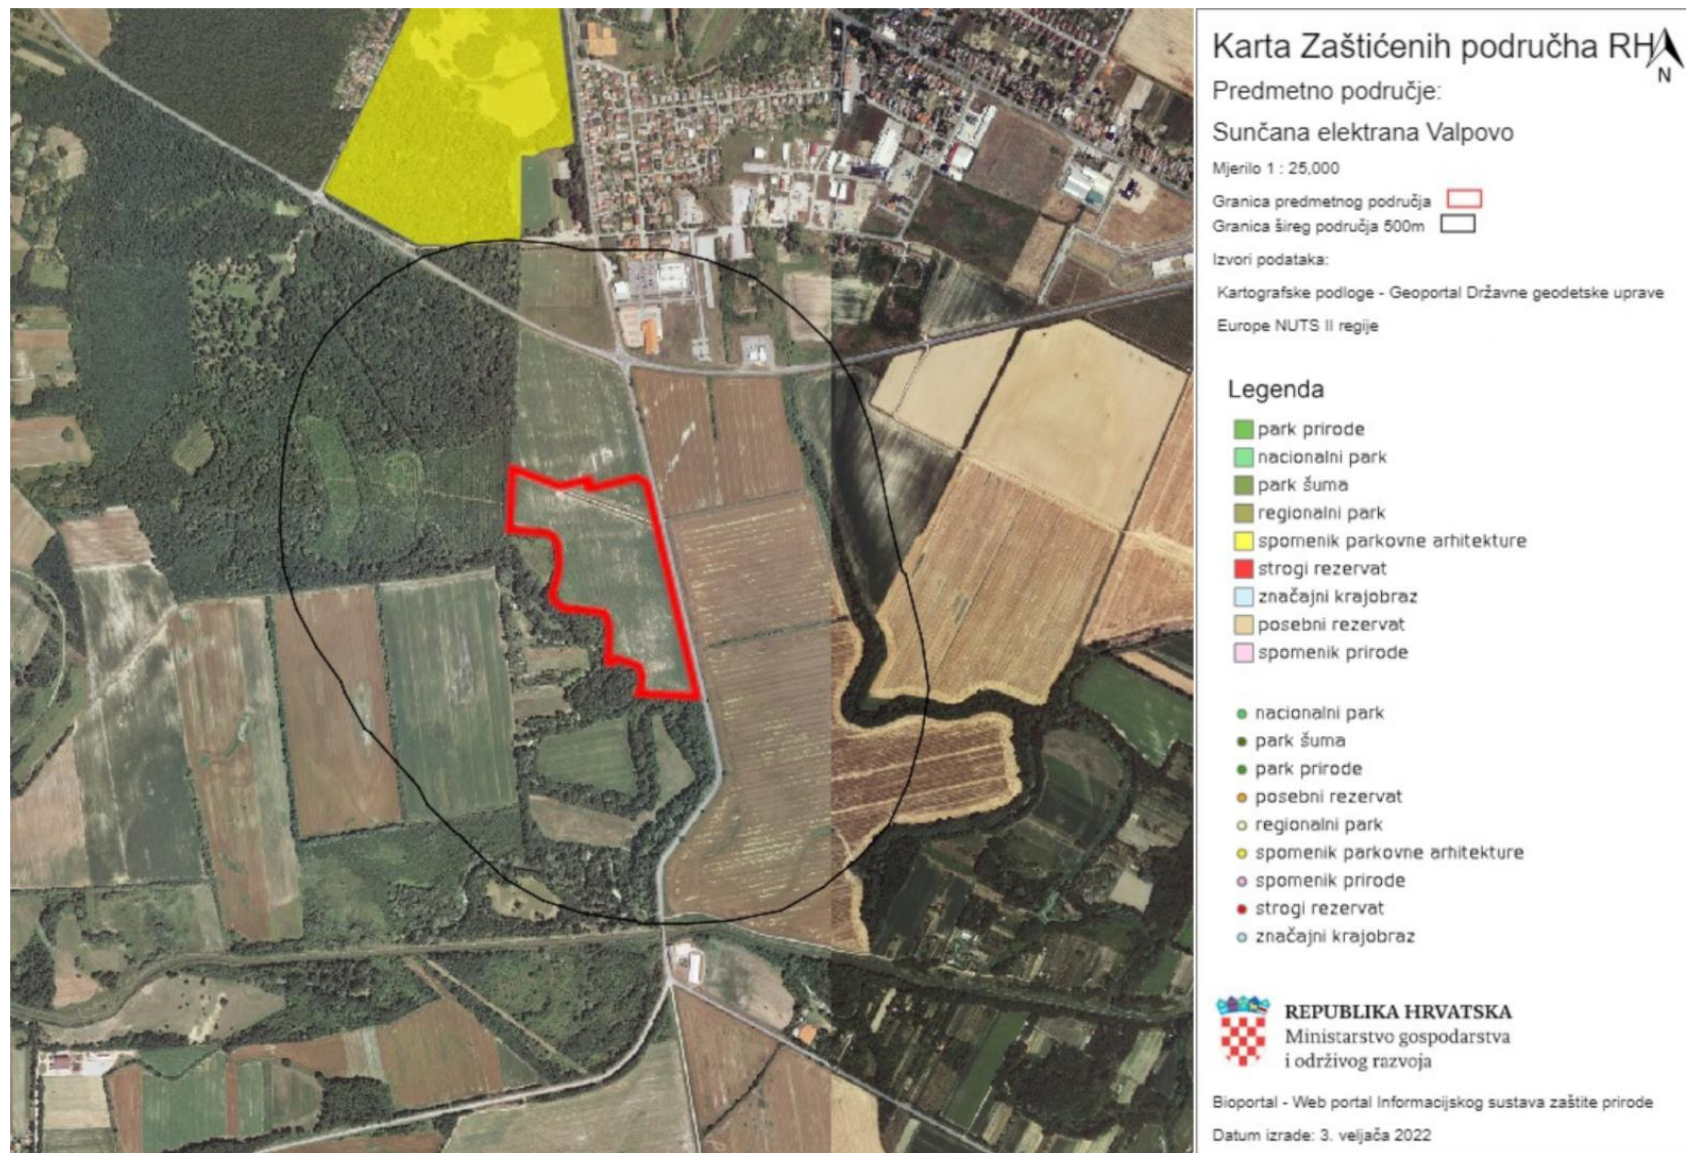 Karta Zaštićenih područha RH
N
Predmetno područje:
Sunčana elektrana Valpovo
Mjerilo 1 : 25,000
Granica predmetnog područja
Granica šireg područja 500m
Izvori podataka:
Kartografske podloge - Geoportal Državne geodetske uprave
Europe NUTS II regije
Legenda
park prirode
nacionalni park
park šuma
regionalni park
spomenik parkovne arhitekture
strogi rezervat
značajni krajobraz
posebni rezervat
spomenik prirode
nacionalni park
park šuma
park prirode
posebni rezervat
regionalni park
spomenik parkovne arhitekture
spomenik prirode
strogi rezervat
značajni krajobraz
REPUBLIKA HRVATSKA
Ministarstvo gospodarstva
i održivog razvoja
Bioportal - Web portal Informacijskog sustava zaštite prirode
Datum izrade: 3. veljača 2022